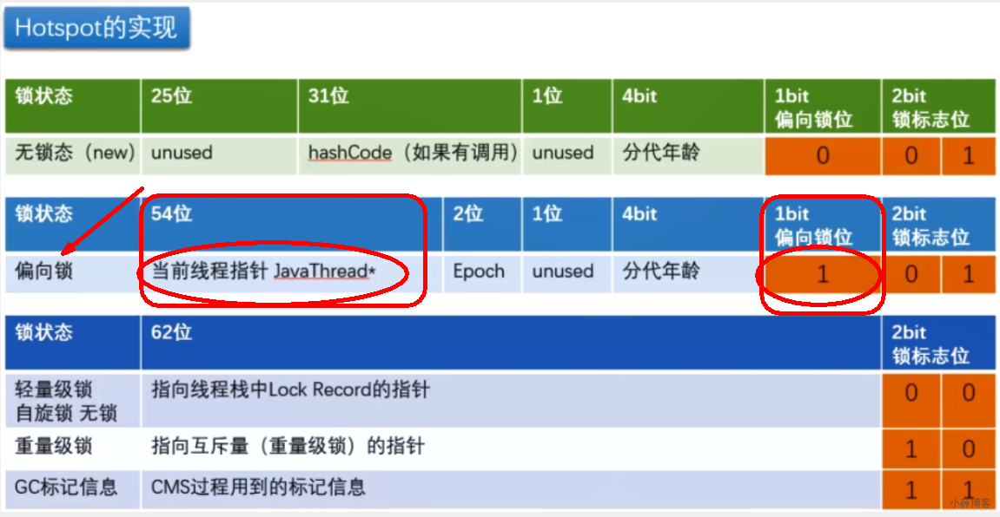 Hotspot的实现
锁状态 25位 31位 1位 4bit 1bit 2bit
偏向锁位 锁标志位
无锁态（new） unused hashCode（如果有调用） unused 分代年龄 0 0 1
锁状态 54位 2位 1位 4bit 1bit 2bit
偏向锁位 锁标志位
偏向锁 当前线程指针 JavaThread* Epoch unused 分代年龄 1 0 1
锁状态 62位 2bit
锁标志位
轻量级锁 指向线程栈中Lock Record的指针 0 0
自旋锁 无锁
重量级锁 指向互斥量（重量级锁）的指针 1 0
GC标记信息 CMS过程用到的标记信息 1 1
小薛博客